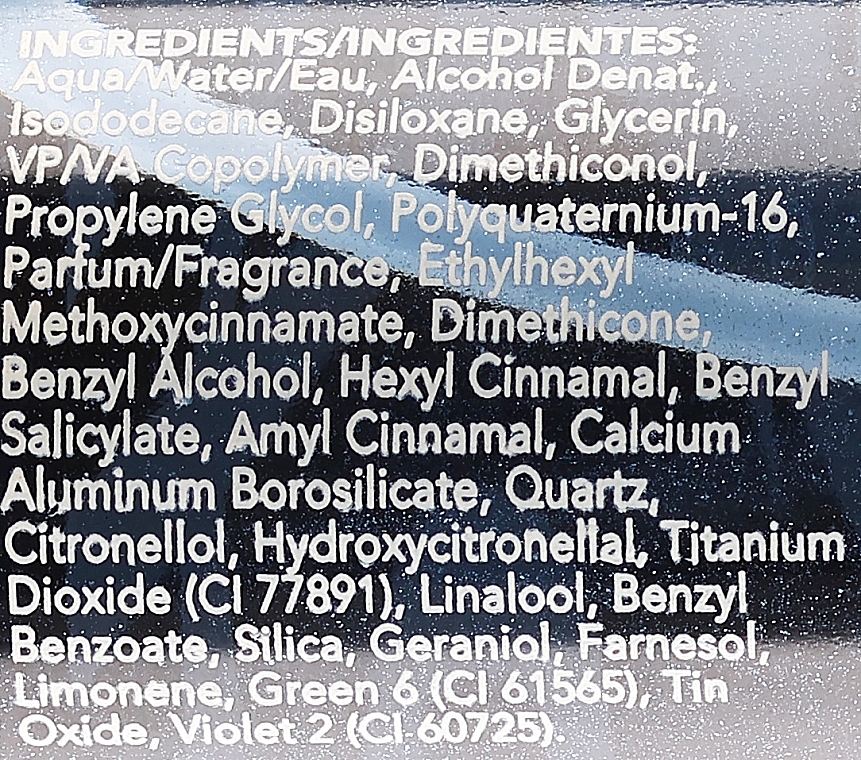 INGREDIENTS/INGREDIENTES:
Aqua/Water/Eau, Alcohol Denat.,
Isododecane, Disiloxane, Glycerin,
VP/VA Copolymer, Dimethiconol,
Propylene Glycol, Polyquaternium-16,
Parfum/Fragrance, Ethylhexyl
Methoxycinnamate, Dimethicone,
Benzyl Alcohol, Hexyl Cinnamal, Benzyl
Salicylate, Amyl Cinnamal, Calcium
Aluminum Borosilicate, Quartz,
Citronellol, Hydroxycitronellal, Titanium
Dioxide (CI 77891), Linalool, Benzyl
Benzoate, Silica, Geraniol, Farnesol,
Limonene, Green 6 (CI 61565), Tin
Oxide, Violet 2 (CI 60725).